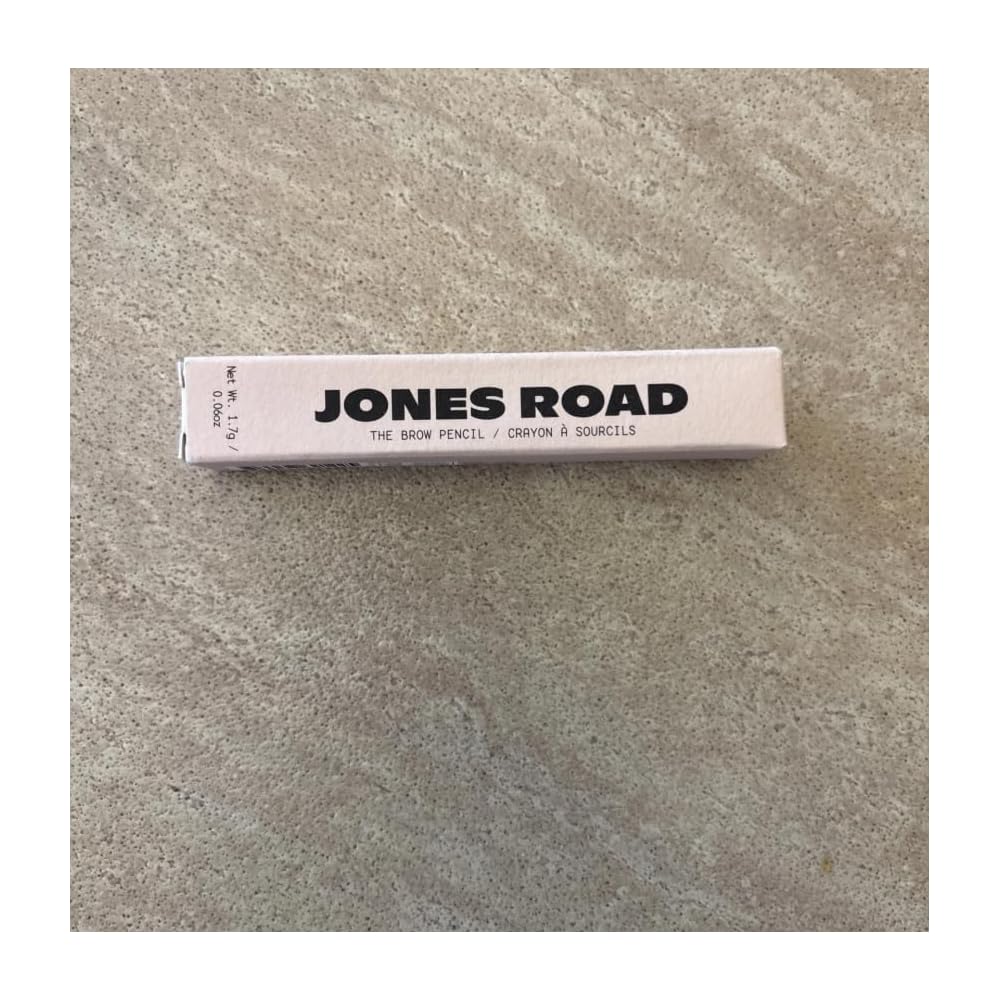 JONES ROAD
THE BROW PENCIL / CRAYON À SOURCILS
Net Wt. 1.7g /
0.06oz